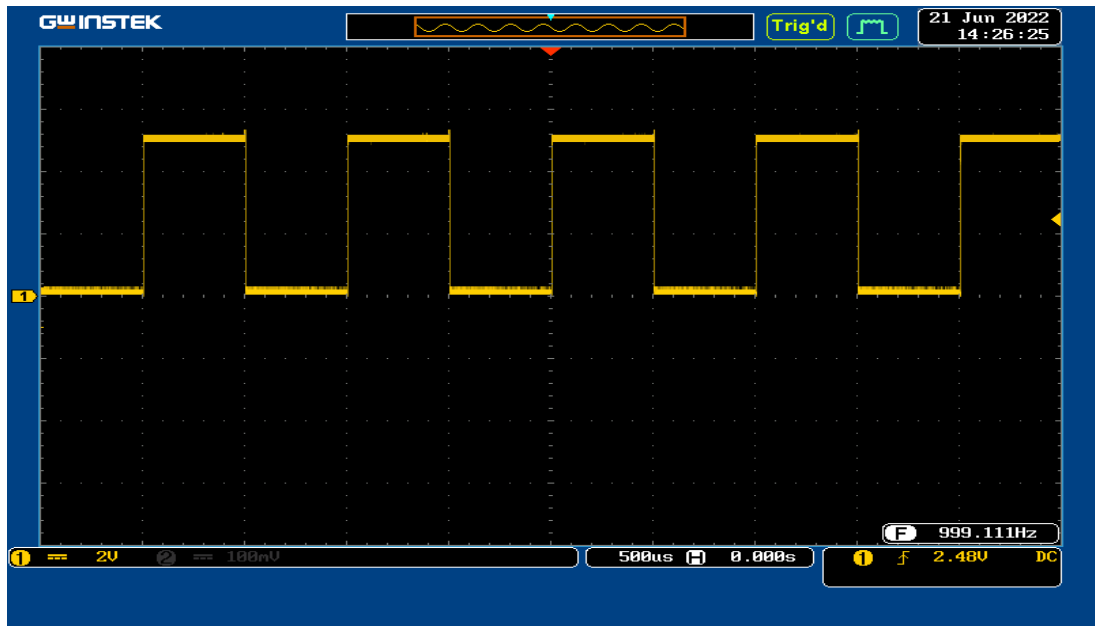 GWINSTEK
Trig'd
21 Jun 2022
14:26:25
1
F 999.111Hz
1 2V 2 100mV
500us H 0.000s
1 2.48V DC